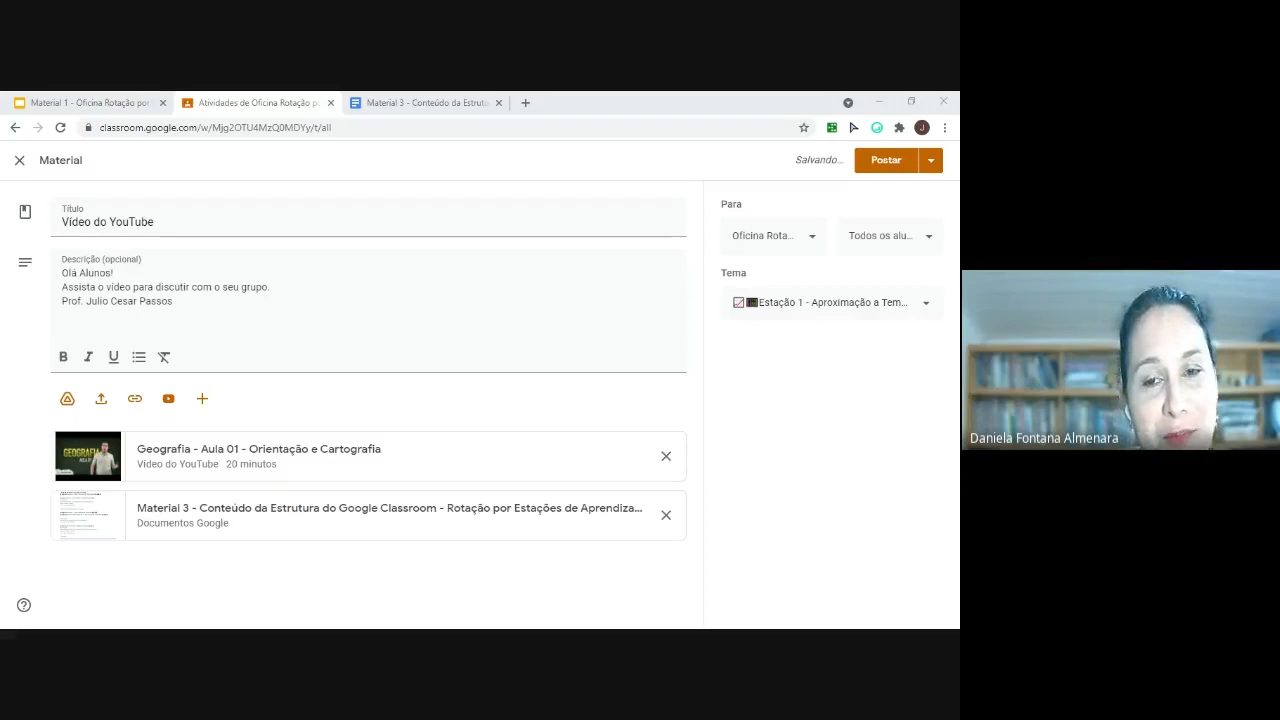 Material 1 - Oficina Rotação por
Atividades de Oficina Rotação po
Material 3 - Conteúdo da Estrutu
classroom.google.com/w/Mjg2OTU4MzQ0MDYy/t/all
J
Material
Salvando...
Postar
Título
Vídeo do YouTube
Descrição (opcional)
Olá Alunos!
Assista o vídeo para discutir com o seu grupo.
Prof. Julio Cesar Passos
B I U
Geografia - Aula 01 - Orientação e Cartografia
Vídeo do YouTube 20 minutos
Material 3 - Conteúdo da Estrutura do Google Classroom - Rotação por Estações de Aprendiza...
Documentos Google
Para
Oficina Rota...
Todos os alu...
Tema
Estação 1 - Aproximação a Tem...
GEOGRAFIA
Daniela Fontana Almenara